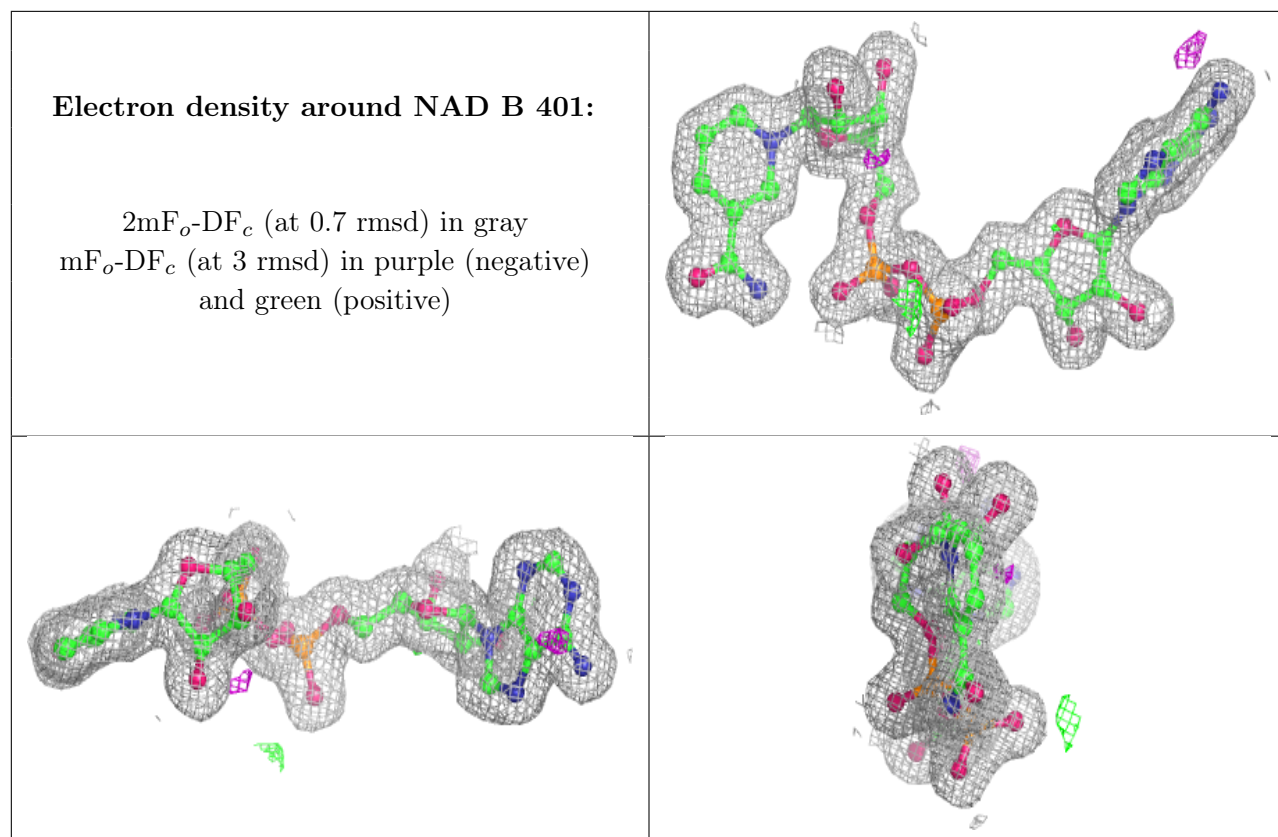 Electron density around NAD B 401:
2mFo-DFc (at 0.7 rmsd) in gray
mFo-DFc (at 3 rmsd) in purple (negative)
and green (positive)